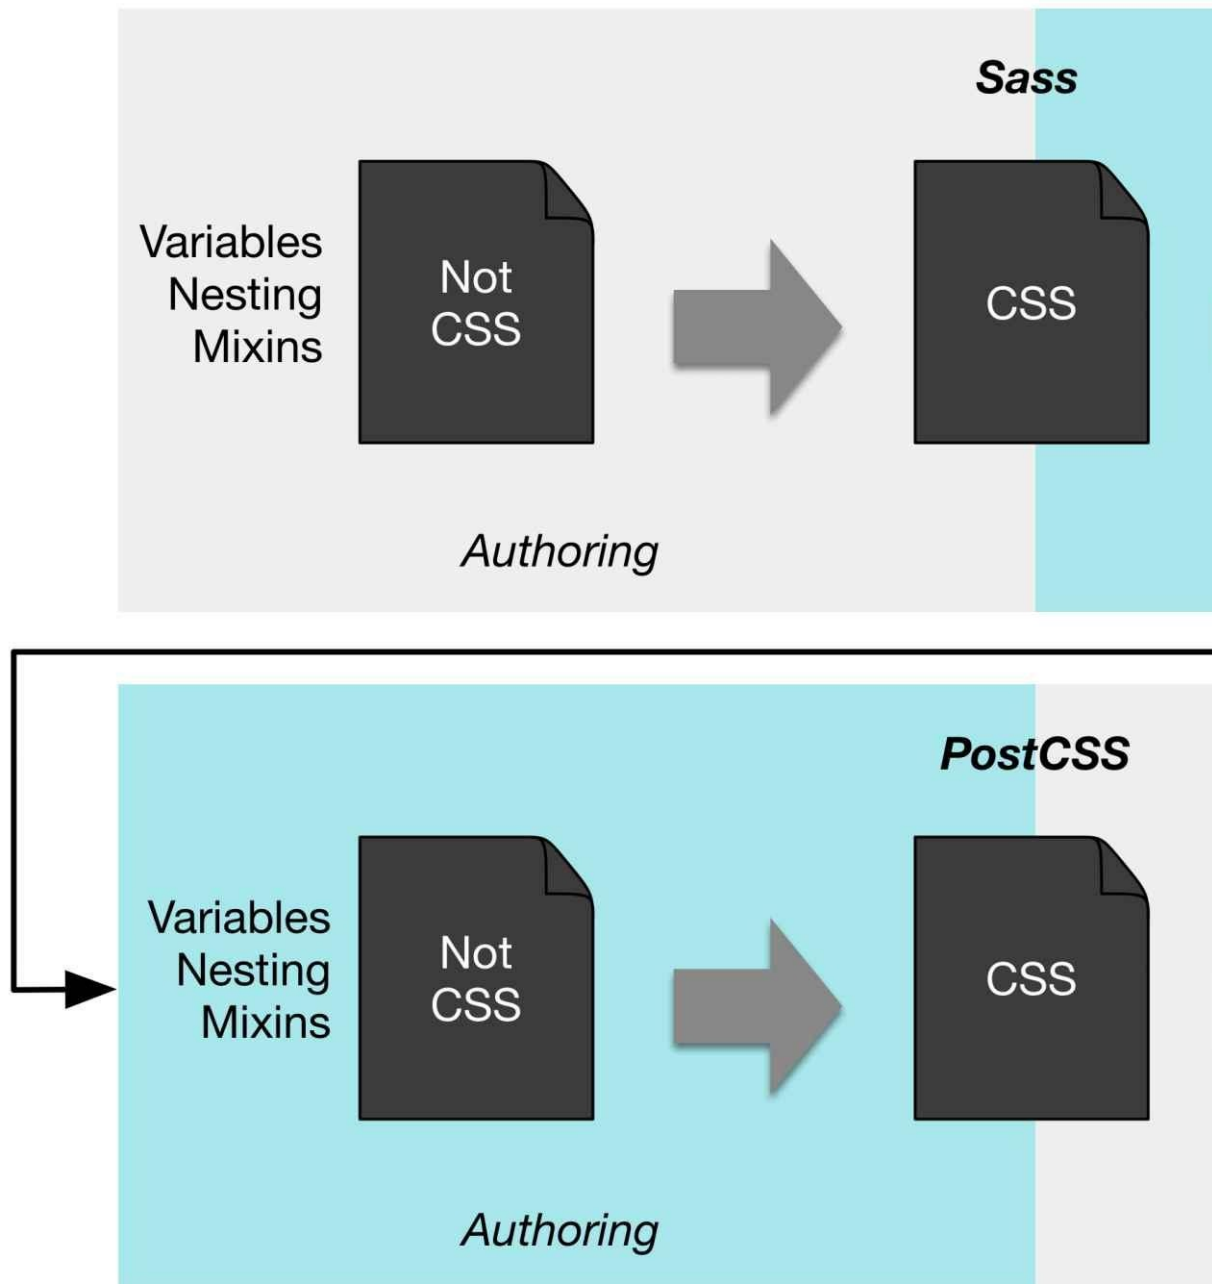 Sass
Variables
Nesting
Mixins
Not
CSS
CSS
Authoring
PostCSS
Variables
Nesting
Mixins
Not
CSS
CSS
Authoring